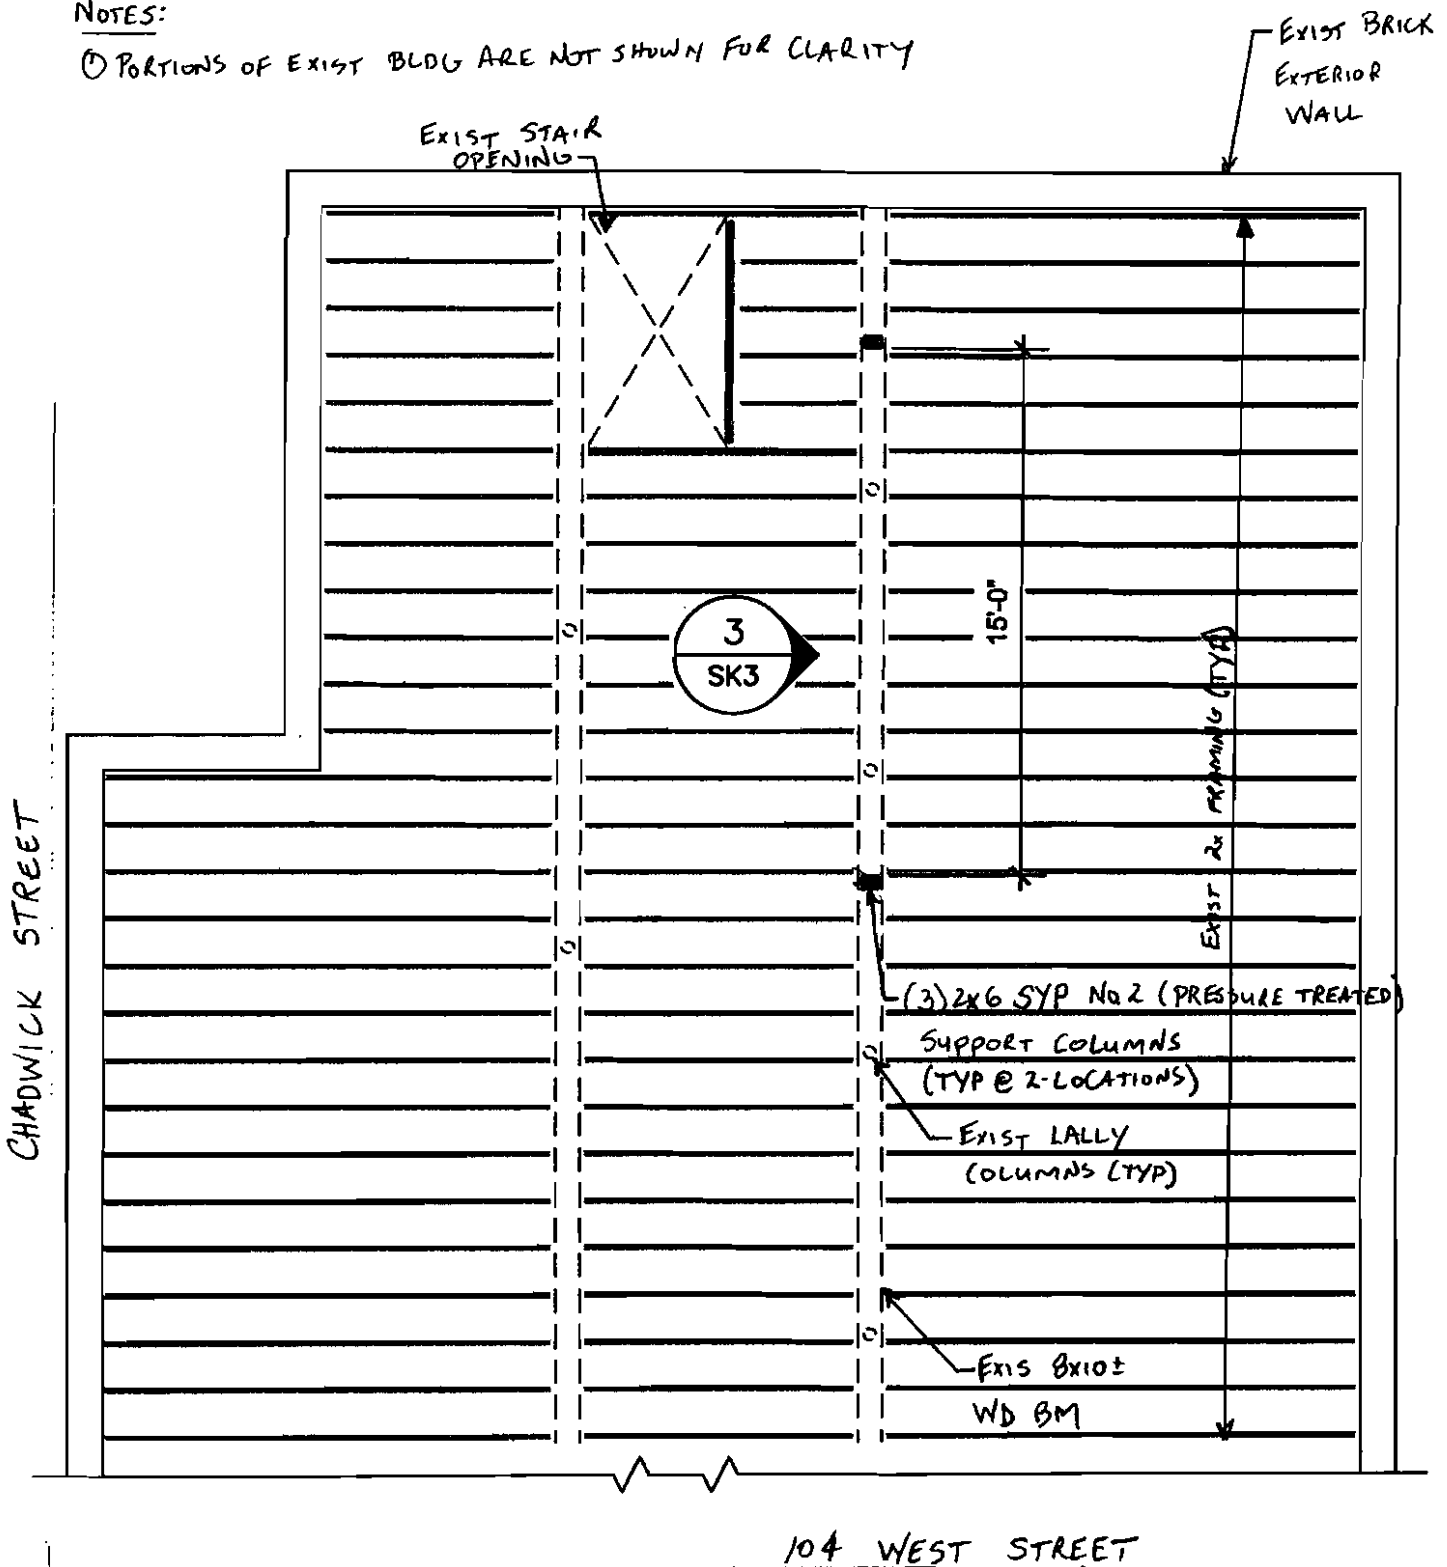 NOTES:
① PORTIONS OF EXIST BLDG ARE NOT SHOWN FOR CLARITY
EXIST BRICK
EXTERIOR
WALL
EXIST STAIR
OPENING
3
SK3
15'-0"
EXIST 2x FRAMING (TYP)
CHADWICK STREET
(3) 2x6 SYP No 2 (PRESSURE TREATED)
SUPPORT COLUMNS
(TYP @ 2-LOCATIONS)
EXIST LALLY
COLUMNS (TYP)
EXIS 8x10±
WD BM
104 WEST STREET